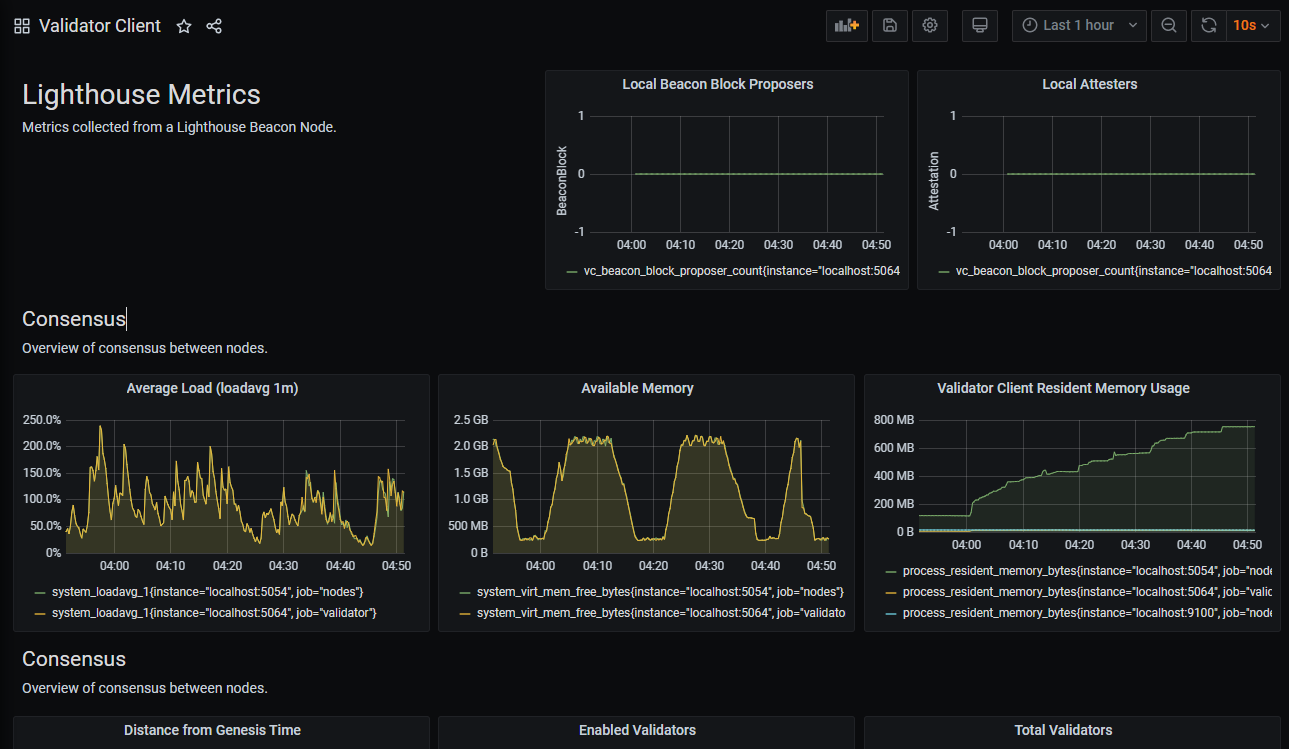 Validator Client
Last 1 hour
10s
Lighthouse Metrics
Metrics collected from a Lighthouse Beacon Node.
Local Beacon Block Proposers
BeaconBlock
1
0
-1
04:00 04:10 04:20 04:30 04:40 04:50
vc_beacon_block_proposer_count{instance="localhost:5064
Local Attesters
Attestation
1
0
-1
04:00 04:10 04:20 04:30 04:40 04:50
vc_beacon_block_proposer_count{instance="localhost:5064
Consensus
Overview of consensus between nodes.
Average Load (loadavg 1m)
250.0%
200.0%
150.0%
100.0%
50.0%
0%
04:00 04:10 04:20 04:30 04:40 04:50
system_loadavg_1{instance="localhost:5054", job="nodes"}
system_loadavg_1{instance="localhost:5064", job="validator"}
Available Memory
2.5 GB
2.0 GB
1.5 GB
1.0 GB
500 MB
0 B
04:00 04:10 04:20 04:30 04:40 04:50
system_virt_mem_free_bytes{instance="localhost:5054", job="nodes"}
system_virt_mem_free_bytes{instance="localhost:5064", job="validato
Validator Client Resident Memory Usage
800 MB
600 MB
400 MB
200 MB
0 B
04:00 04:10 04:20 04:30 04:40 04:50
process_resident_memory_bytes{instance="localhost:5054", job="node
process_resident_memory_bytes{instance="localhost:5064", job="valid
process_resident_memory_bytes{instance="localhost:9100", job="node
Consensus
Overview of consensus between nodes.
Distance from Genesis Time
Enabled Validators
Total Validators